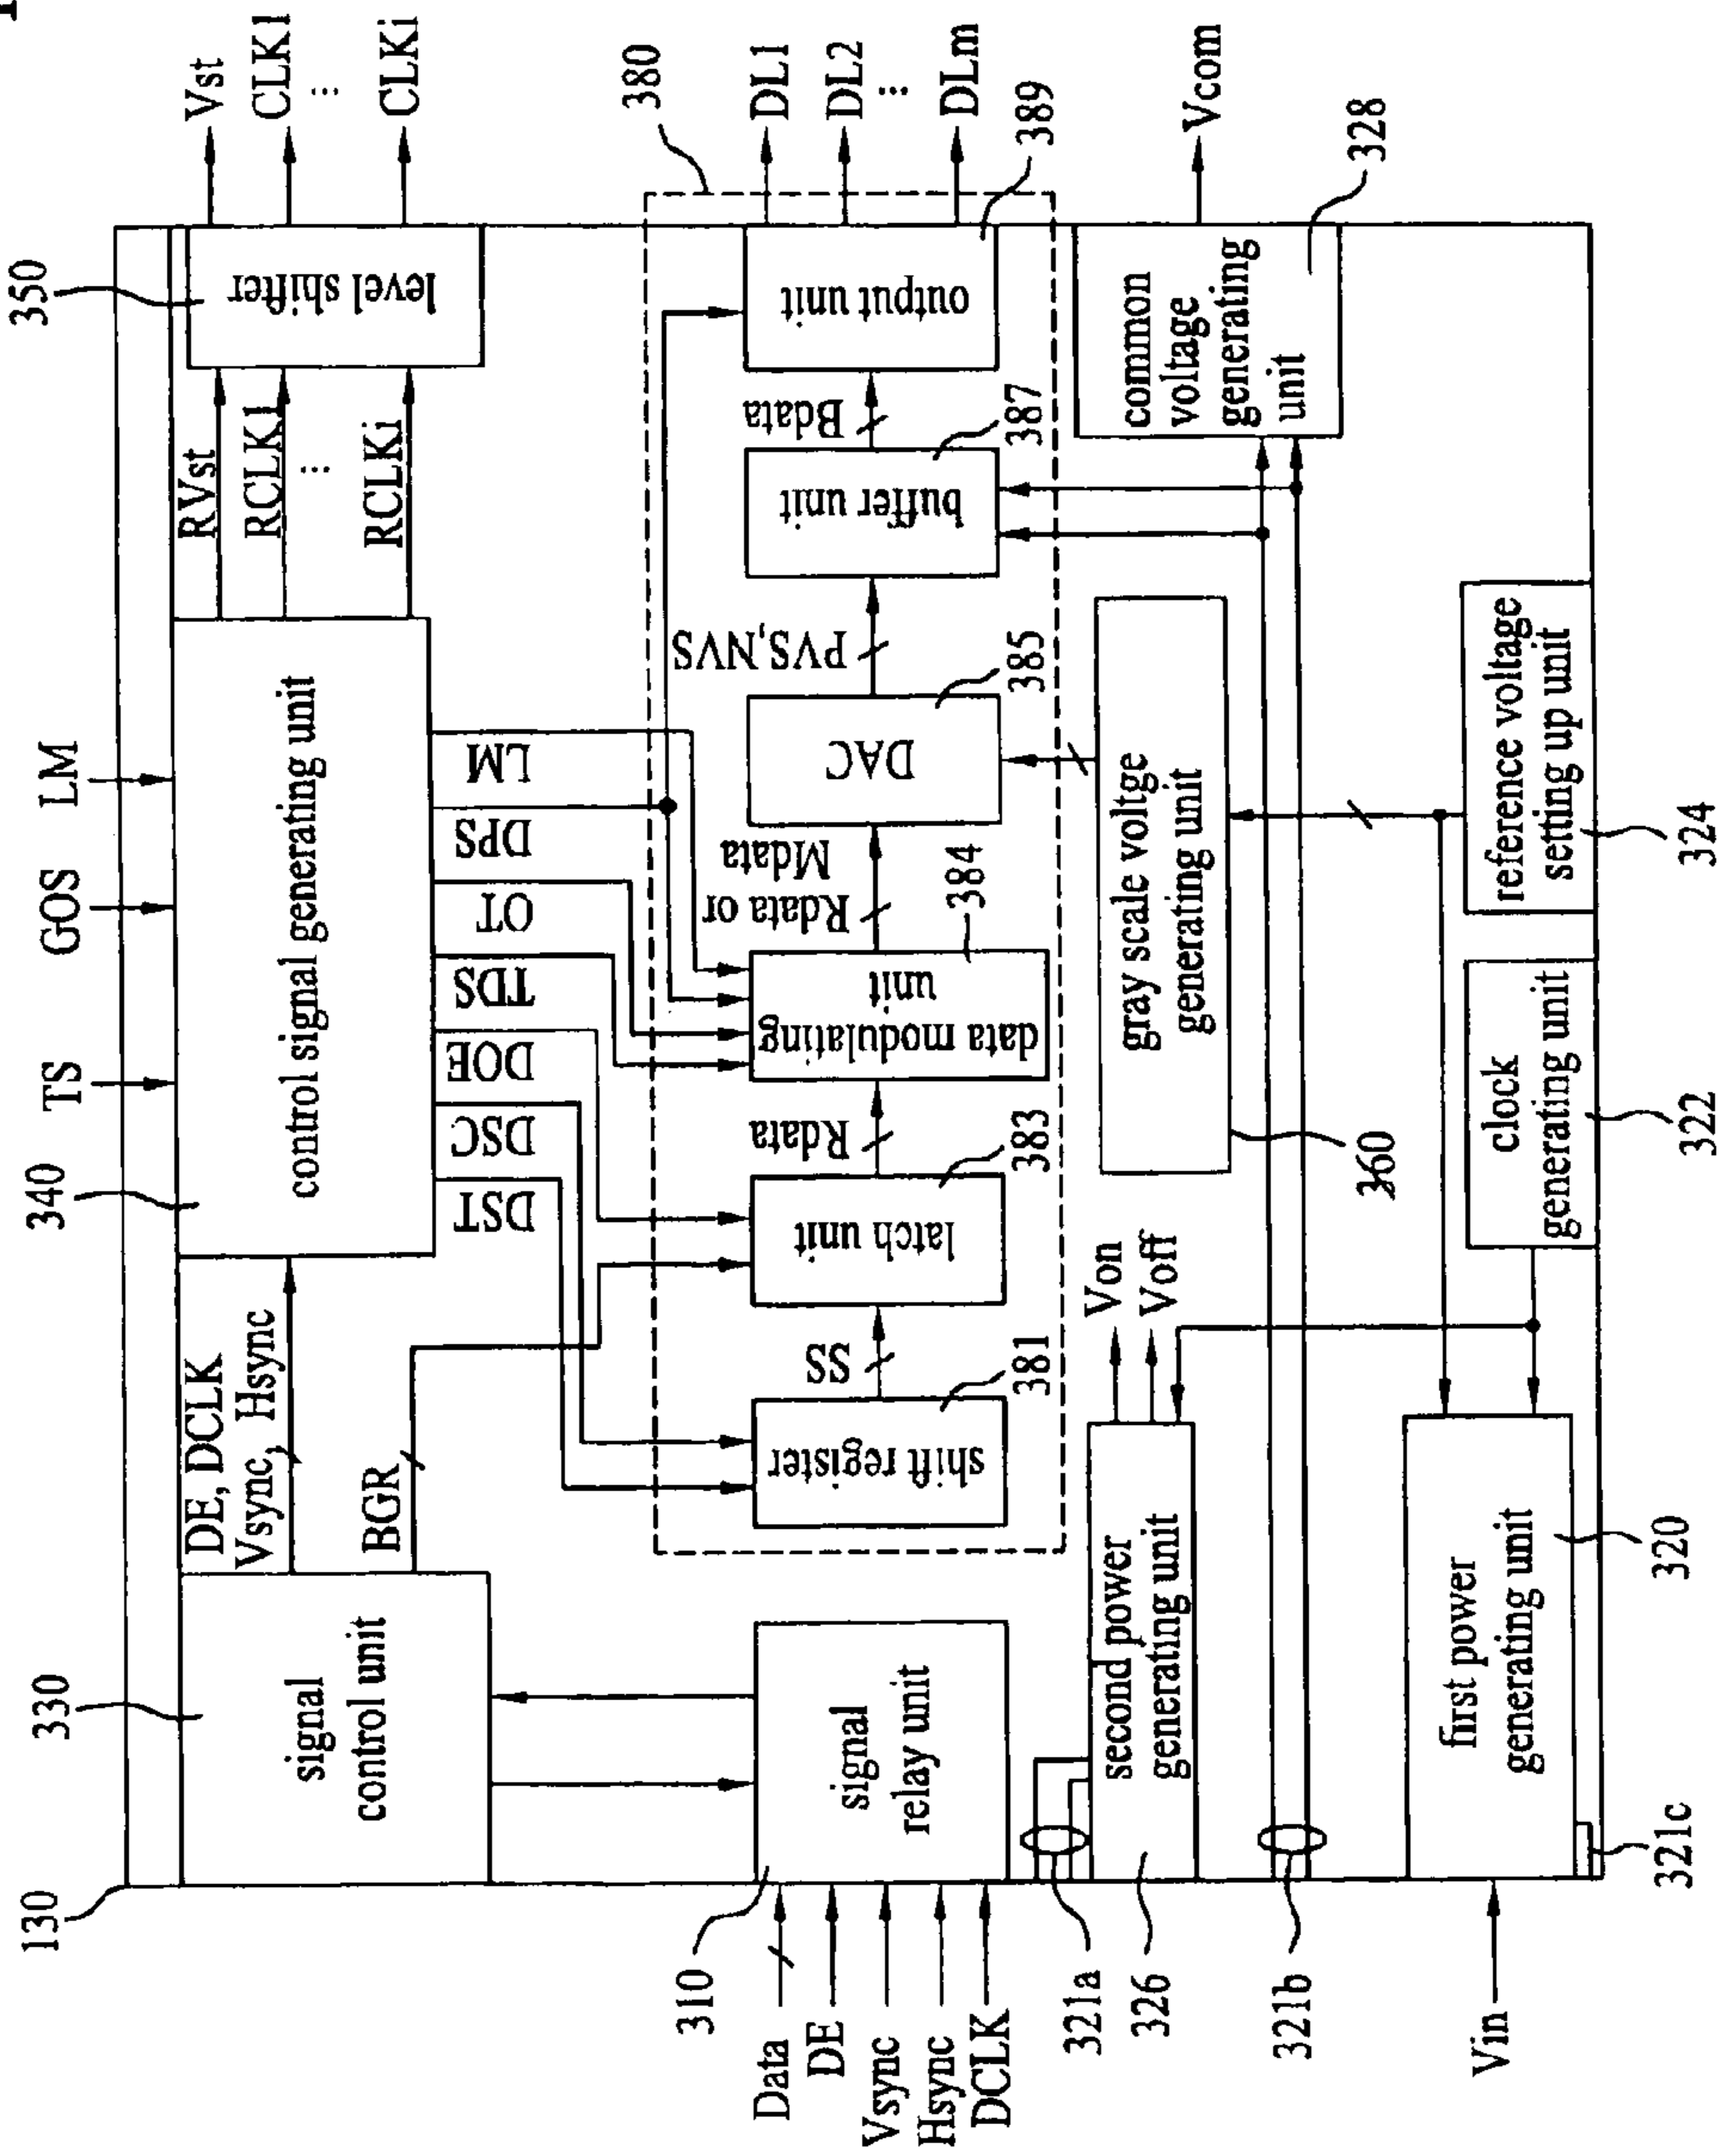 350
Vst
CLK1
⋮
CLKi
level shifter
RVst
RCLK1
⋮
RCLKi
LM
GOS
TS
340
control signal generating unit
DE, DCLK
Vsync, Hsync
BGR
330
signal
control unit
130
LM
DPS
OT
TDS
DOE
DSC
DST
380
DL1
DL2
⋮
DLm
389
output unit
Bdata
387
buffer unit
PVS,NVS
385
DAC
Rdata or
Mdata
384
data modulating
unit
Rdata
383
latch unit
SS
381
shift register
310
signal
relay unit
Data
DE
Vsync
Hsync
DCLK
Vcom
328
common
voltage
generating
unit
gray scale voltge
generating unit
360
Von
Voff
second power
generating unit
321a
326
321b
reference voltage
setting up unit
324
clock
generating unit
322
first power
generating unit
320
321c
Vin